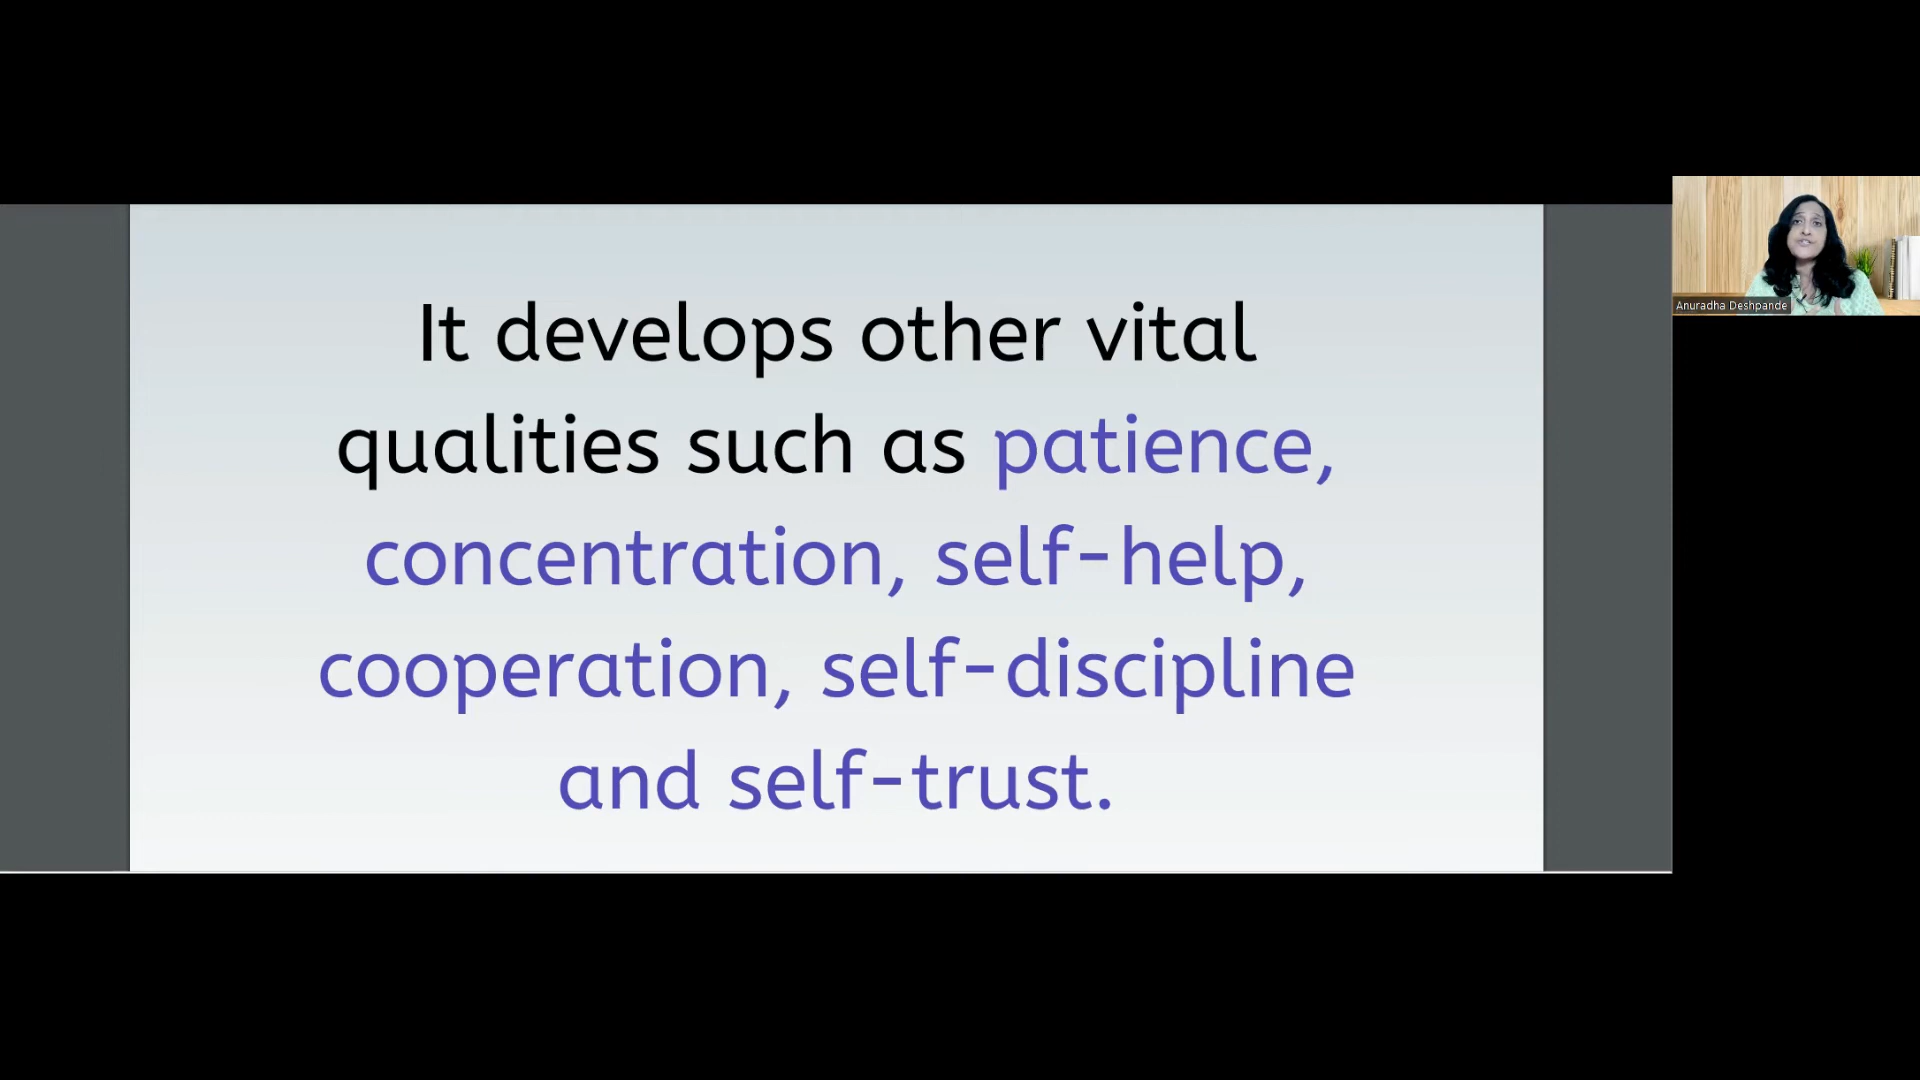 It develops other vital
qualities such as patience,
concentration, self-help,
cooperation, self-discipline
and self-trust.
Anuradha Deshpande